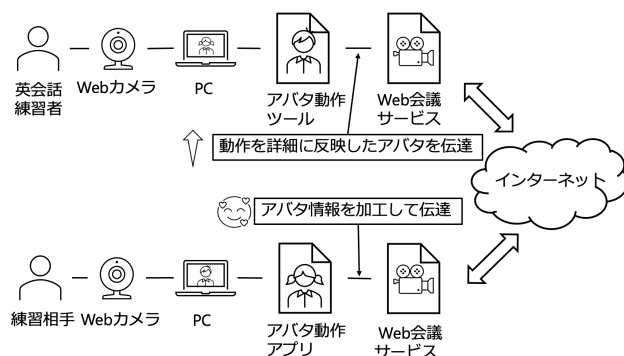 英会話
練習者
Webカメラ
PC
アバタ動作
ツール
Web会議
サービス
動作を詳細に反映したアバタを伝達
インターネット
アバタ情報を加工して伝達
練習相手
Webカメラ
PC
アバタ動作
アプリ
Web会議
サービス